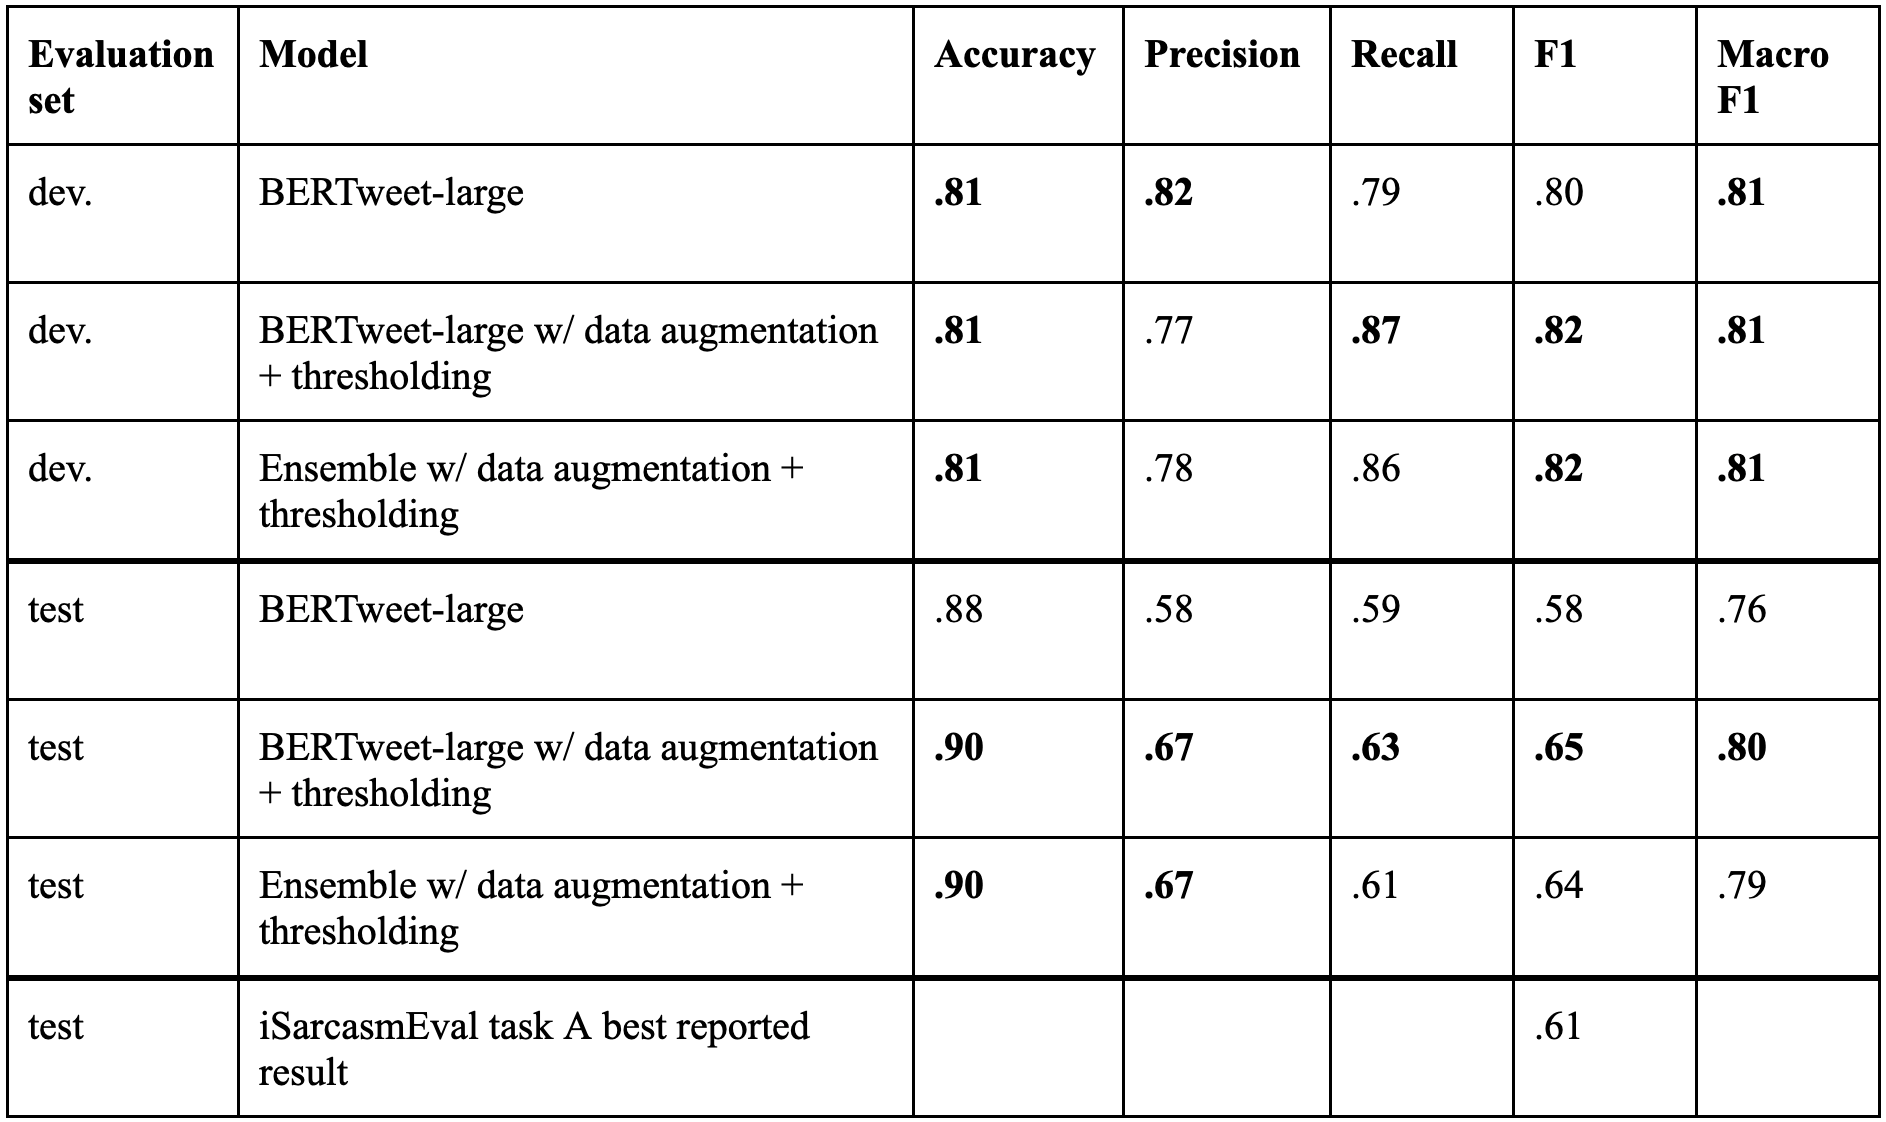 Evaluation set Model Accuracy Precision Recall F1 Macro F1
dev. BERTweet-large .81 .82 .79 .80 .81
dev. BERTweet-large w/ data augmentation + thresholding .81 .77 .87 .82 .81
dev. Ensemble w/ data augmentation + thresholding .81 .78 .86 .82 .81
test BERTweet-large .88 .58 .59 .58 .76
test BERTweet-large w/ data augmentation + thresholding .90 .67 .63 .65 .80
test Ensemble w/ data augmentation + thresholding .90 .67 .61 .64 .79
test iSarcasmEval task A best reported result .61